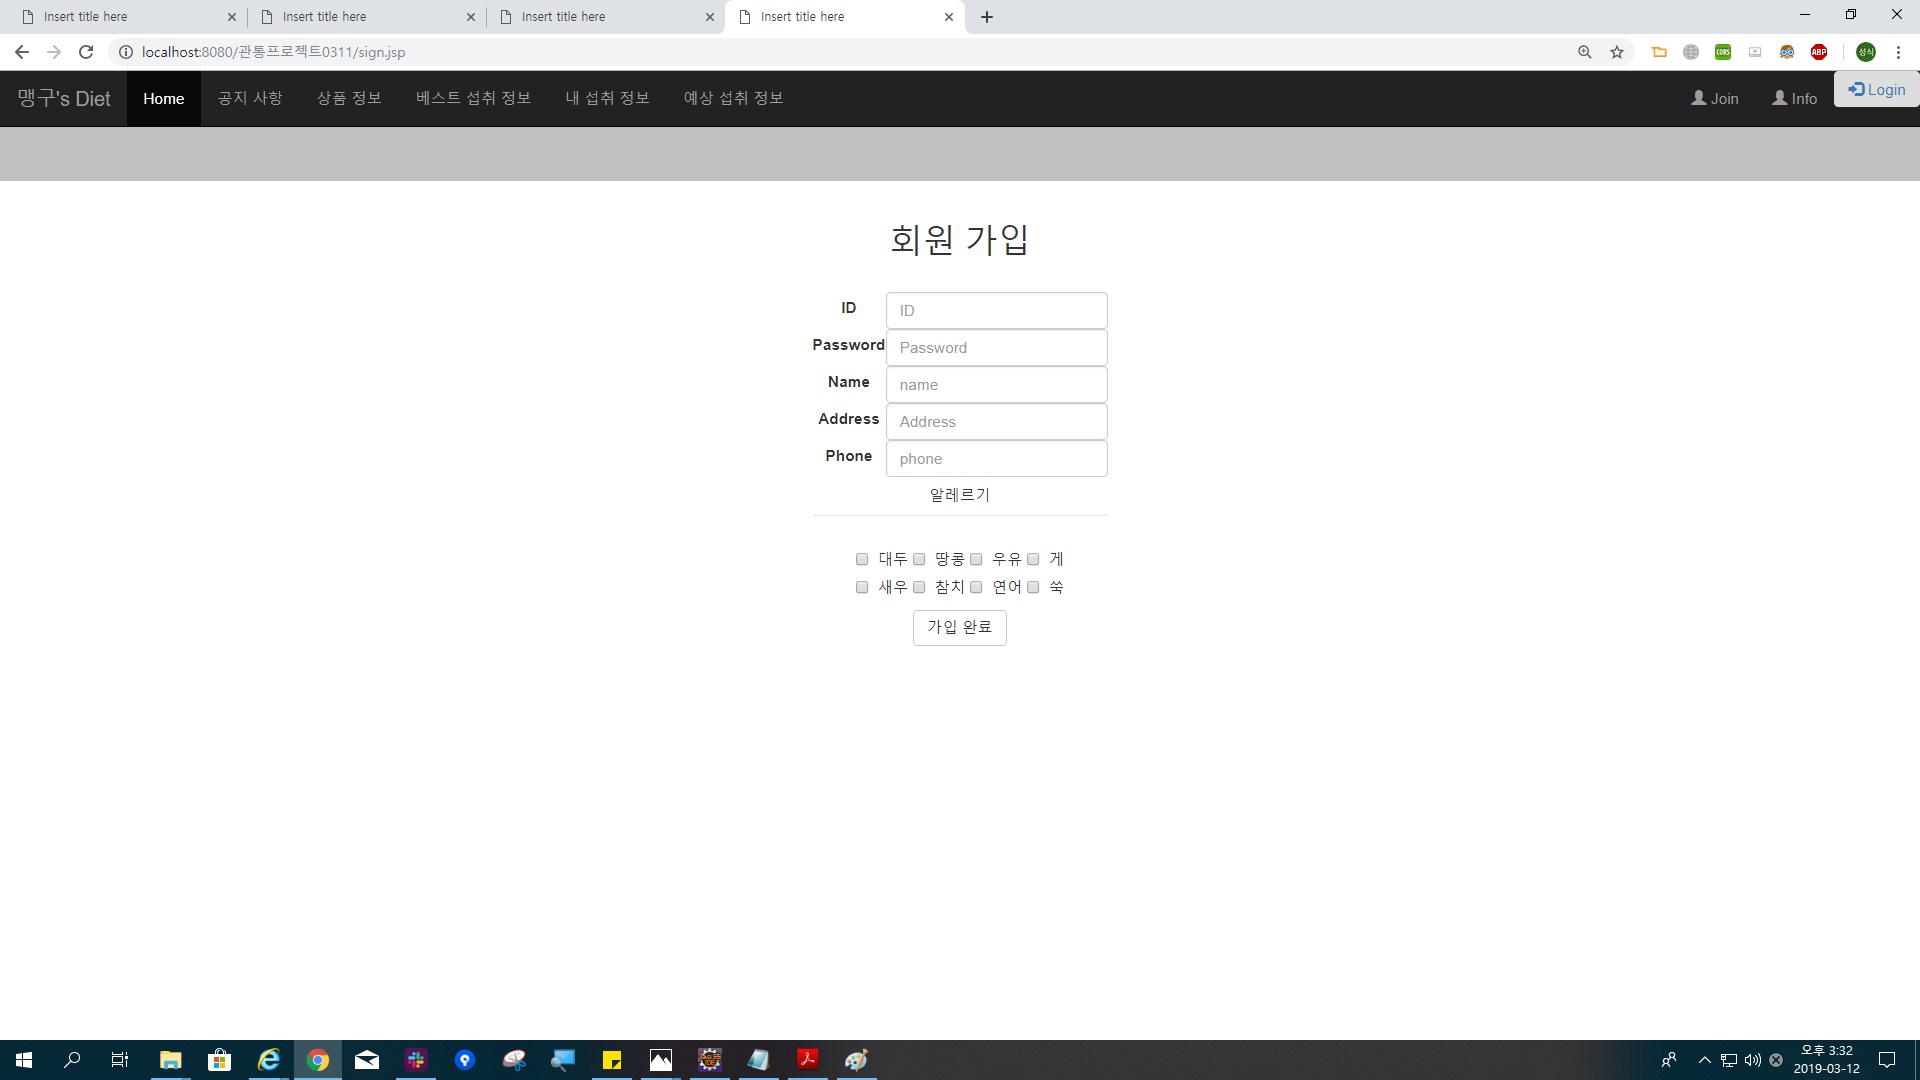 Insert title here
Insert title here
Insert title here
Insert title here
localhost:8080/관통프로젝트0311/sign.jsp
CORS
ABP
성식
맹구's Diet
Home
공지 사항
상품 정보
베스트 섭취 정보
내 섭취 정보
예상 섭취 정보
Join
Info
Login
회원 가입
ID
ID
Password
Password
Name
name
Address
Address
Phone
phone
알레르기
대두 땅콩 우유 게
새우 참치 연어 쑥
가입 완료
오후 3:32
2019-03-12